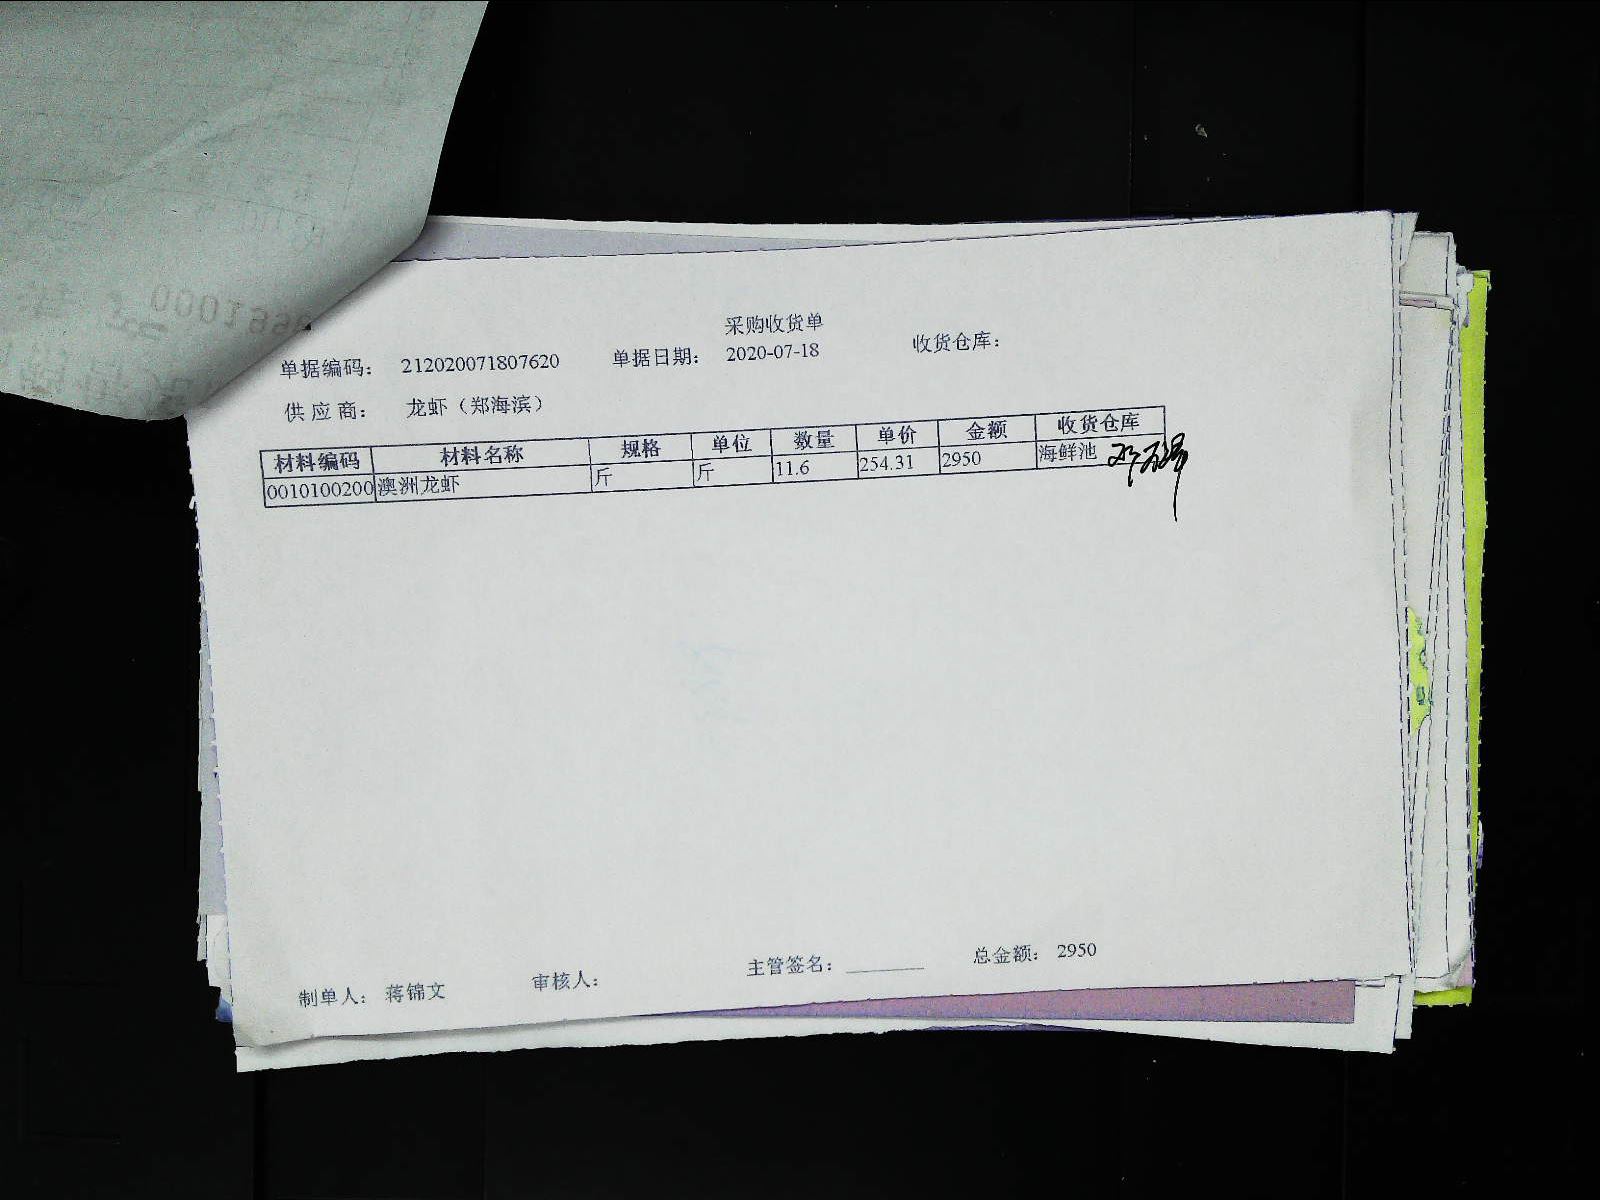 采购收货单
单据编码： 212020071807620 单据日期： 2020-07-18 收货仓库：
供应商： 龙虾（郑海滨）
材料编码 材料名称 规格 单位 数量 单价 金额 收货仓库
0010100200 澳洲龙虾 斤 斤 11.6 254.31 2950 海鲜池
制单人： 蒋锦文 审核人： 主管签名： 总金额： 2950